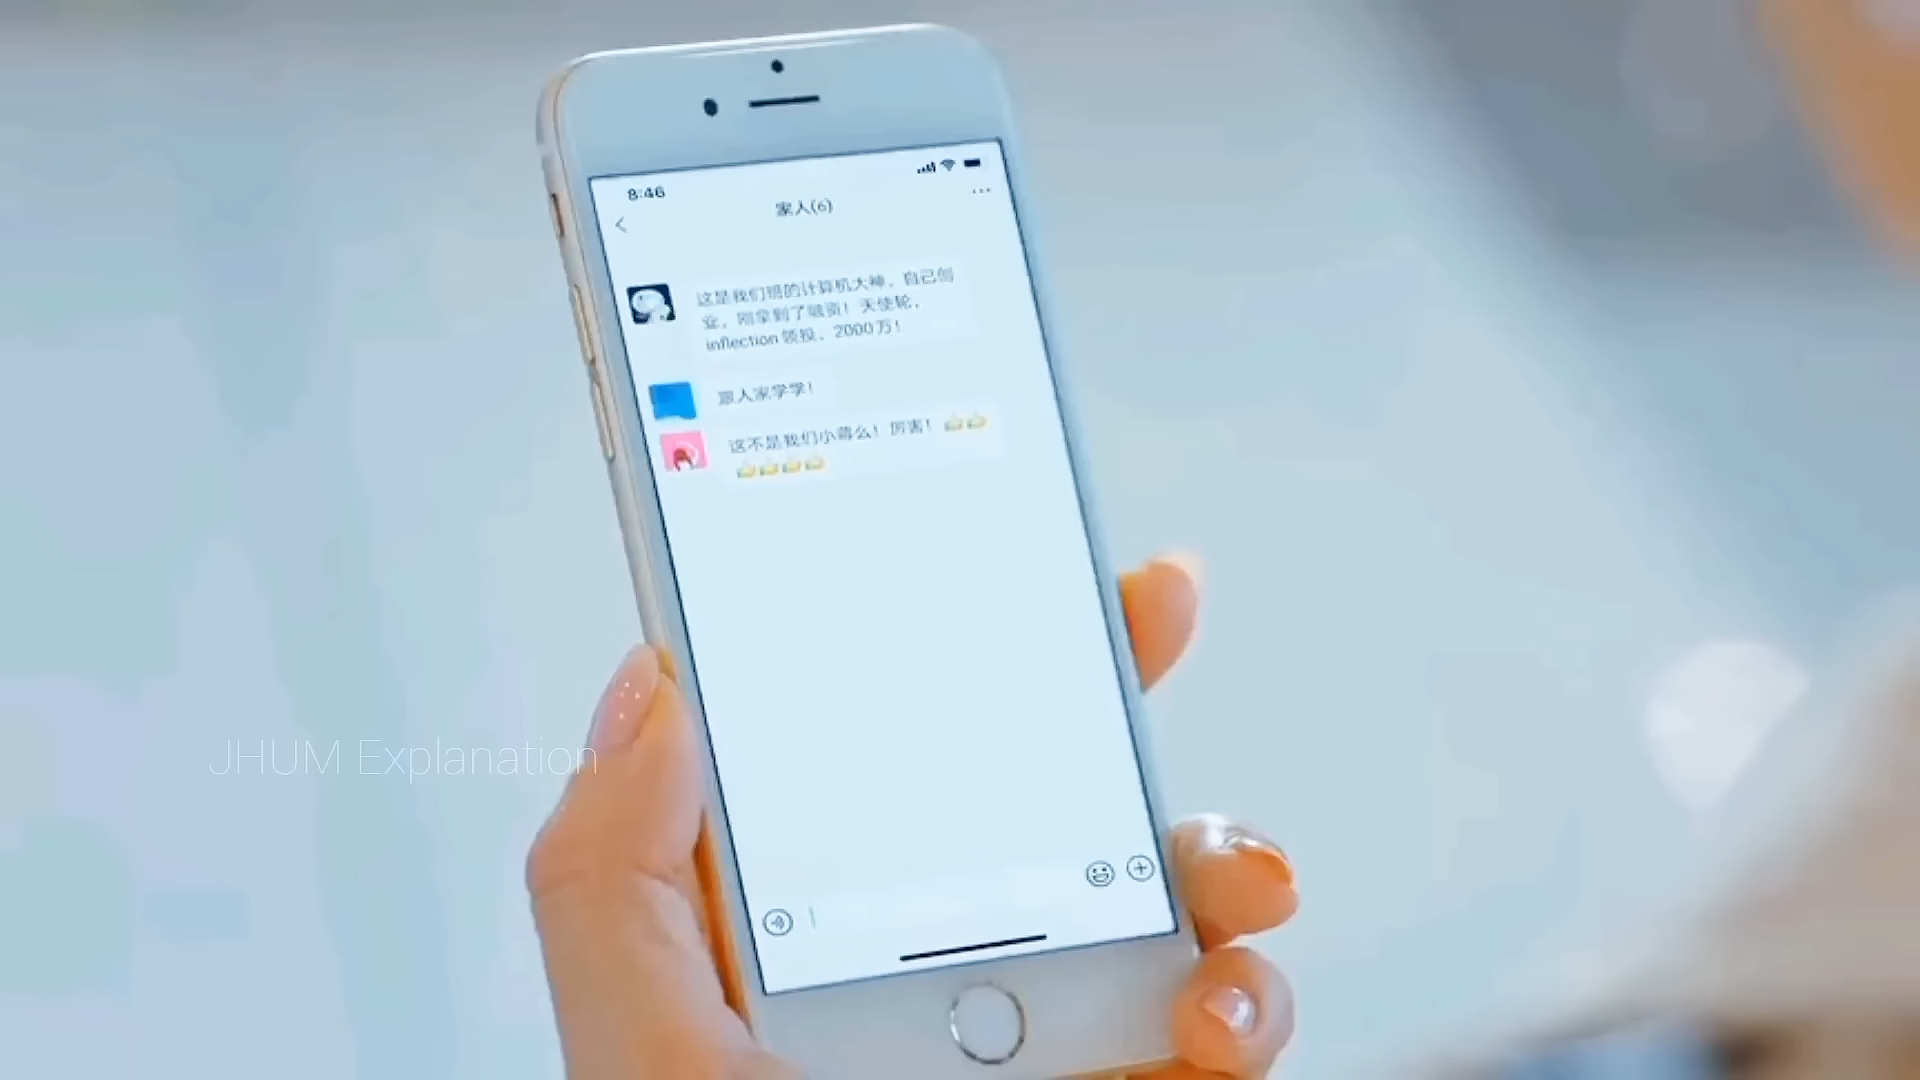 8:46
家人(6)
这是我们班的计算机大神，自己创
业，刚拿到了融资！天使轮，
inflection 领投，2000万！
跟人家学学！
这不是我们小蒋么！厉害！
JHUM Explanation